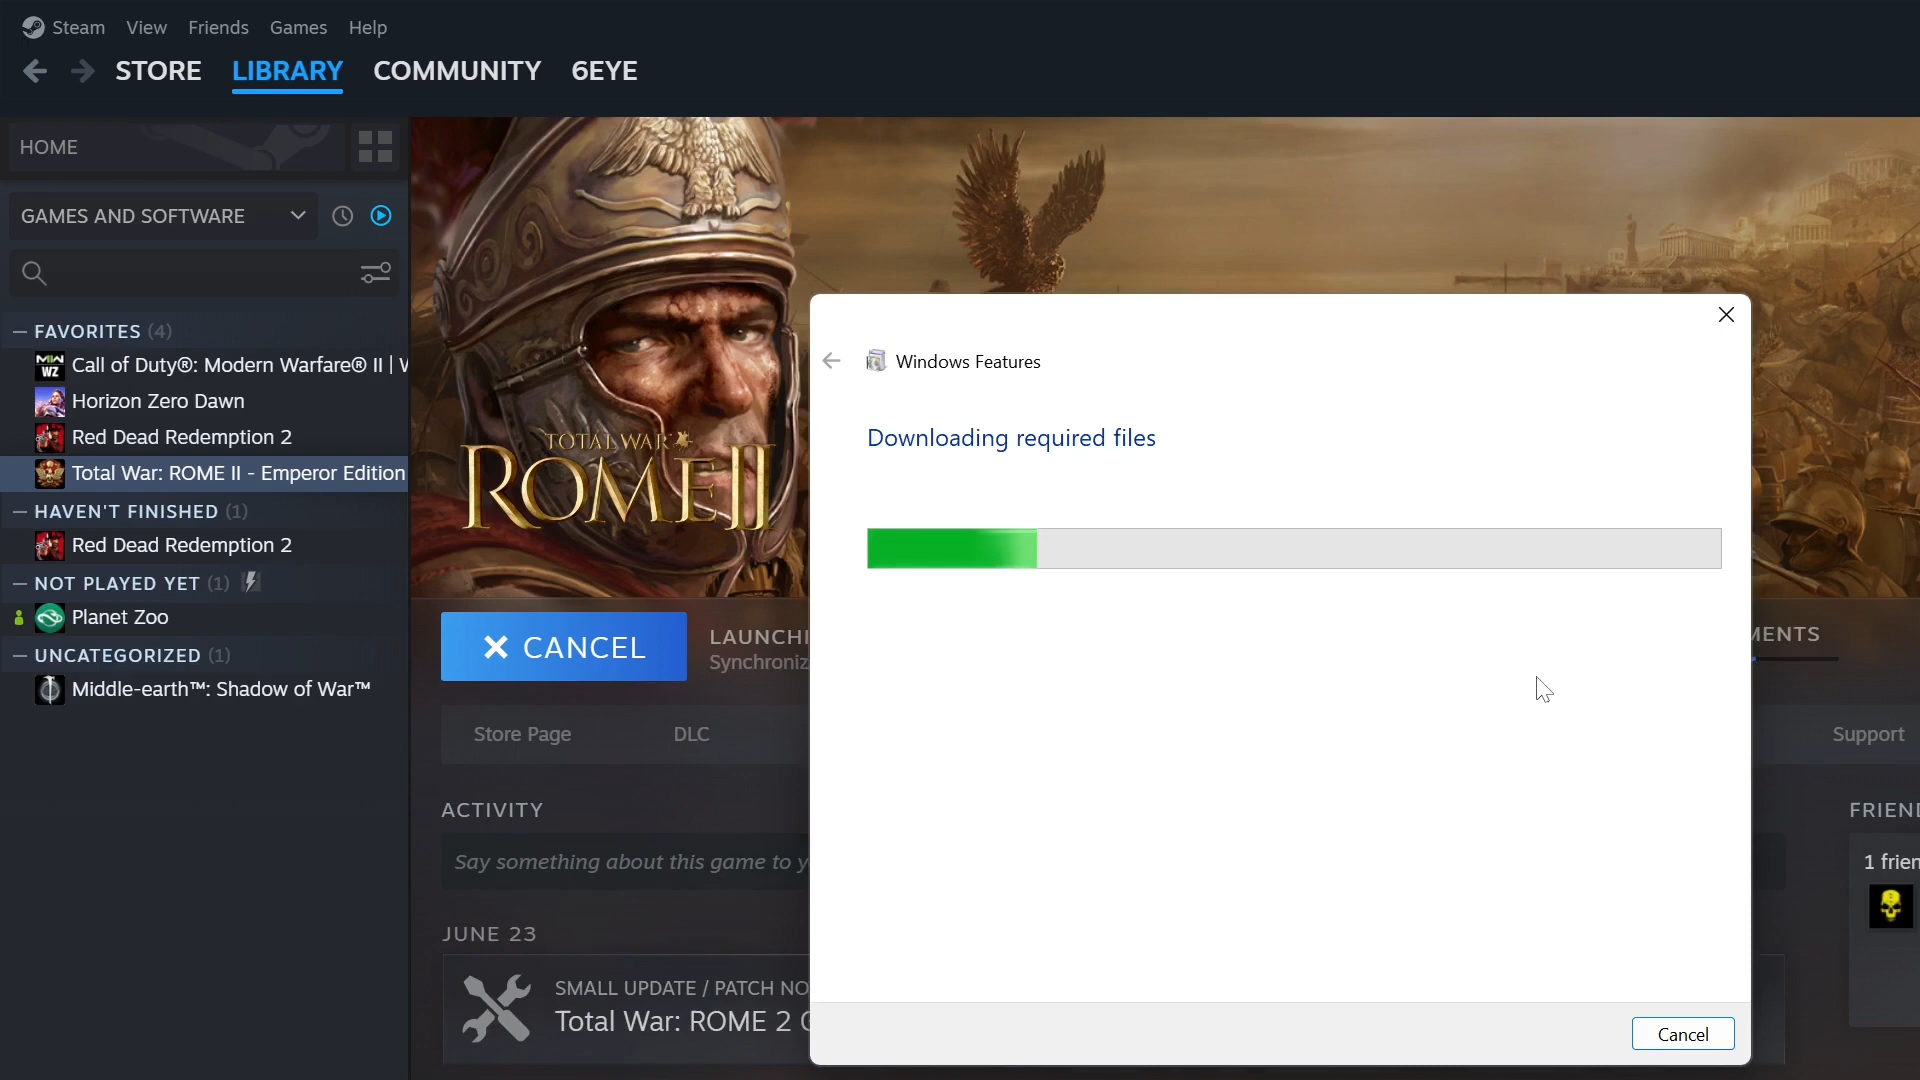 Steam View Friends Games Help
STORE LIBRARY COMMUNITY 6EYE
HOME
GAMES AND SOFTWARE
— FAVORITES (4)
MW WZ Call of Duty®: Modern Warfare® II |
Horizon Zero Dawn
Red Dead Redemption 2
Total War: ROME II - Emperor Edition
— HAVEN'T FINISHED (1)
Red Dead Redemption 2
— NOT PLAYED YET (1)
Planet Zoo
— UNCATEGORIZED (1)
Middle-earth™: Shadow of War™
TOTAL WAR
ROME II
CANCEL
LAUNCHI
Synchroniz
MENTS
Store Page DLC Support
ACTIVITY
Say something about this game to y
JUNE 23
SMALL UPDATE / PATCH NO
Total War: ROME 2
FRIEND
1 frien
Windows Features
Downloading required files
Cancel